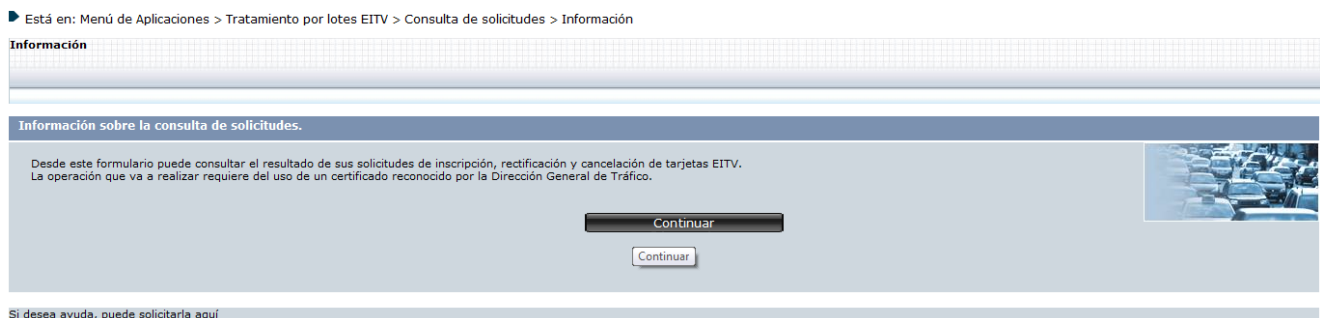 Está en: Menú de Aplicaciones > Tratamiento por lotes EITV > Consulta de solicitudes > Información
Información
Información sobre la consulta de solicitudes.
Desde este formulario puede consultar el resultado de sus solicitudes de inscripción, rectificación y cancelación de tarjetas EITV.
La operación que va a realizar requiere del uso de un certificado reconocido por la Dirección General de Tráfico.
Continuar
Continuar
Si desea ayuda, puede solicitarla aquí